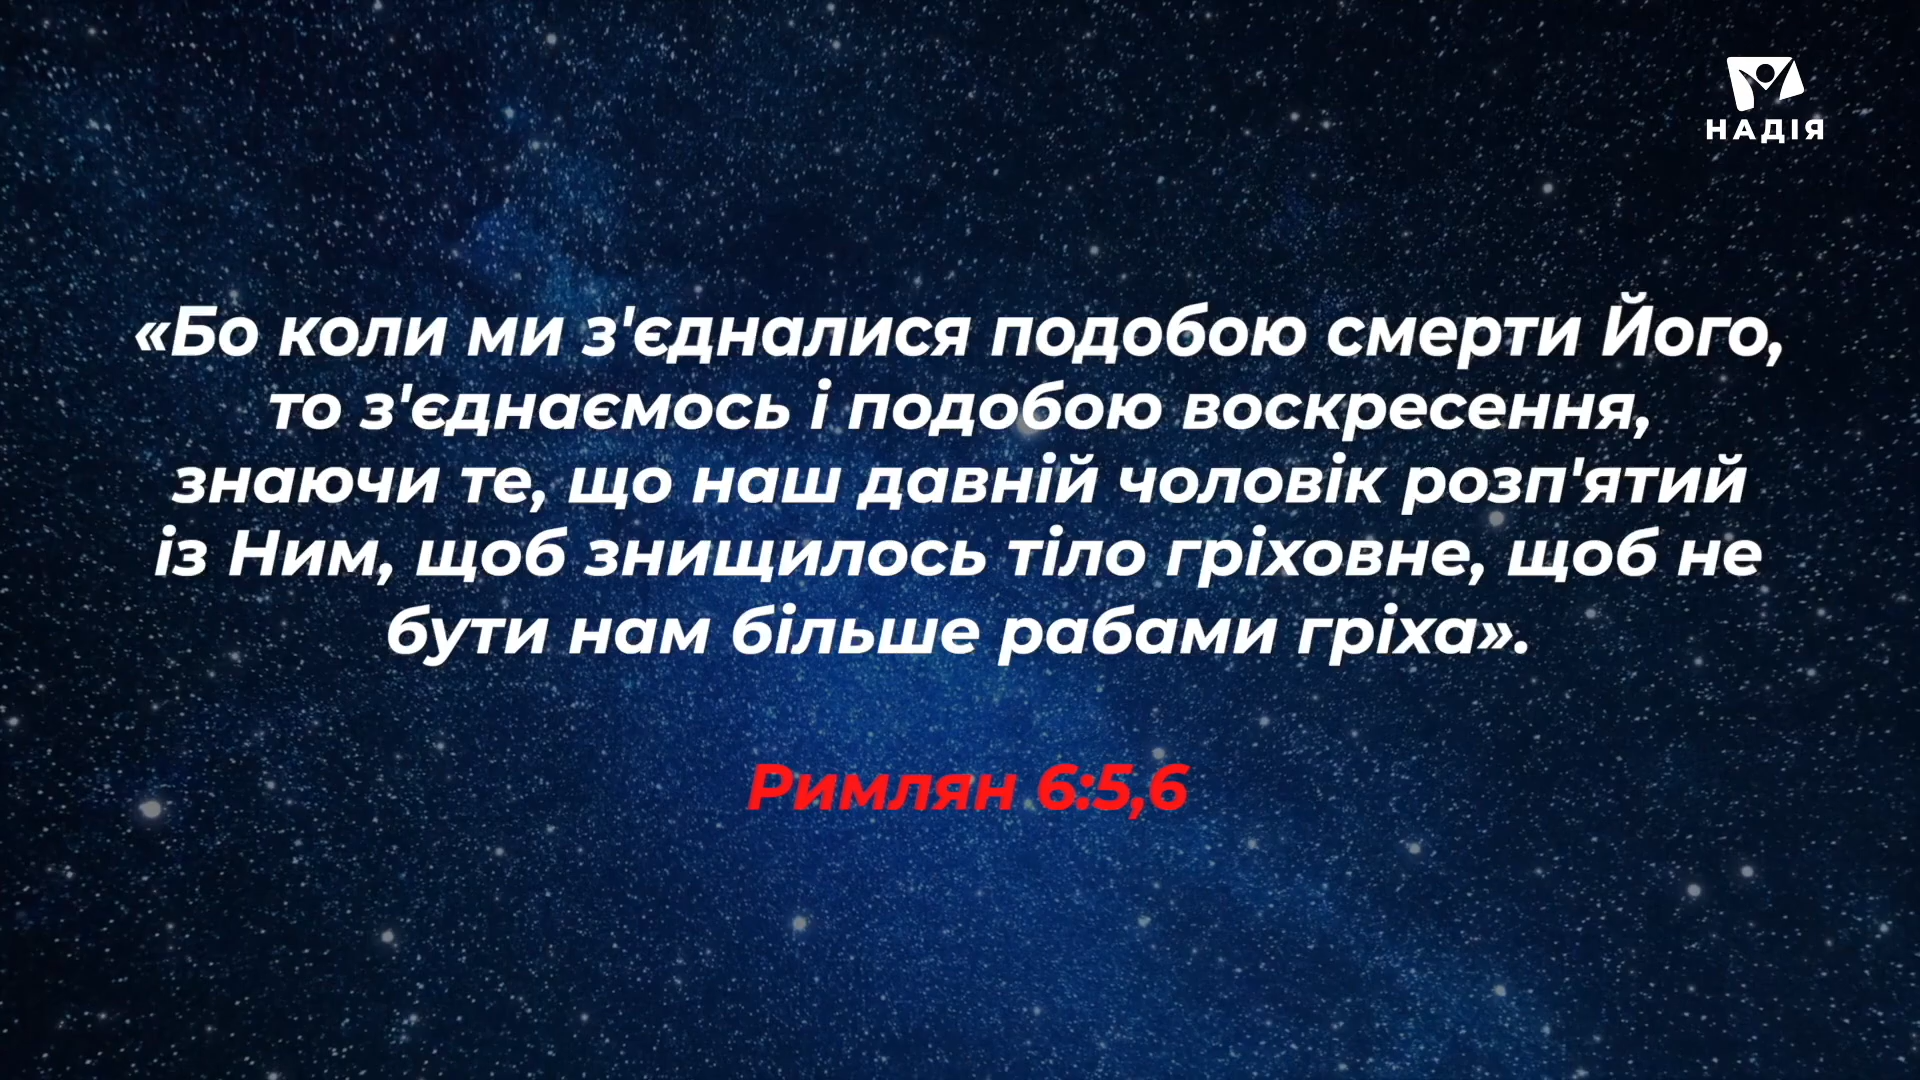 НАДІЯ
«Бо коли ми з'єдналися подобою смерти Його,
то з'єднаємось і подобою воскресення,
знаючи те, що наш давній чоловік розп'ятий
із Ним, щоб знищилось тіло гріховне, щоб не
бути нам більше рабами гріха».
Римлян 6:5,6